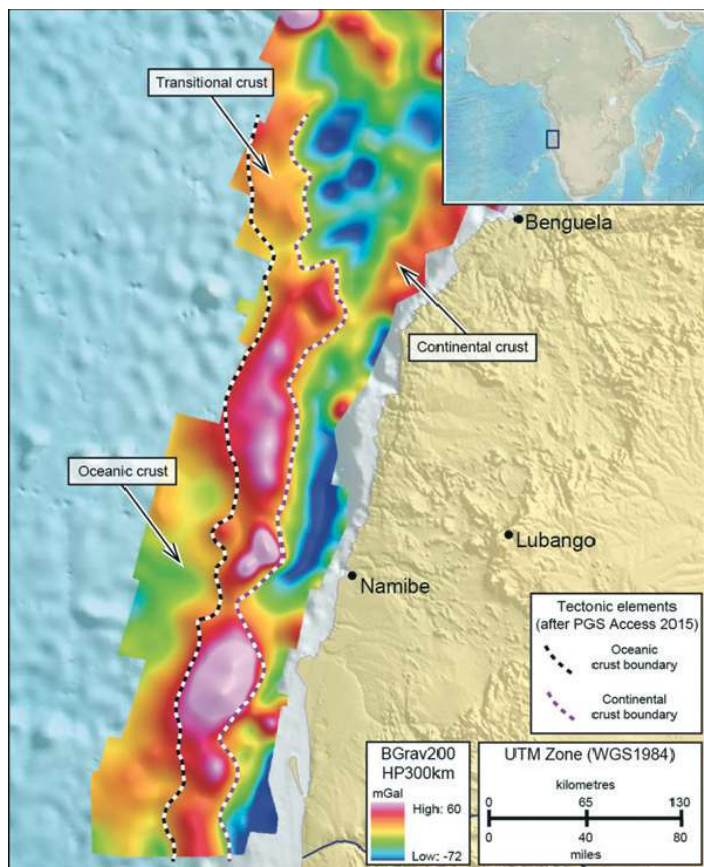 Transitional crust
Benguela
Continental crust
Oceanic crust
Lubango
Namibe
Tectonic elements
(after PGS Access 2015)
Oceanic
crust boundary
Continental
crust boundary
BGrav200
HP300km
mGal
High: 60
Low: -72
UTM Zone (WGS1984)
kilometres
0 65 130
0 40 80
miles